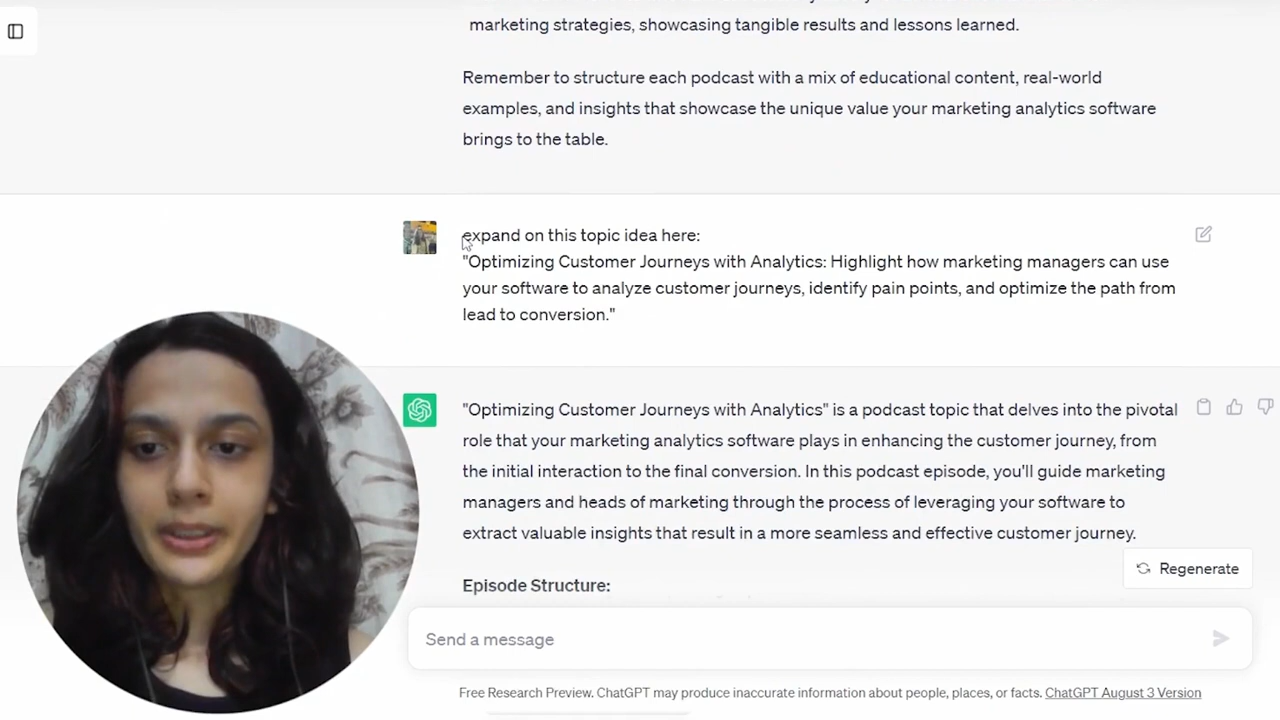 marketing strategies, showcasing tangible results and lessons learned.
Remember to structure each podcast with a mix of educational content, real-world
examples, and insights that showcase the unique value your marketing analytics software
brings to the table.
expand on this topic idea here:
"Optimizing Customer Journeys with Analytics: Highlight how marketing managers can use
your software to analyze customer journeys, identify pain points, and optimize the path from
lead to conversion."
"Optimizing Customer Journeys with Analytics" is a podcast topic that delves into the pivotal
role that your marketing analytics software plays in enhancing the customer journey, from
the initial interaction to the final conversion. In this podcast episode, you'll guide marketing
managers and heads of marketing through the process of leveraging your software to
extract valuable insights that result in a more seamless and effective customer journey.
Regenerate
Episode Structure:
Send a message
Free Research Preview. ChatGPT may produce inaccurate information about people, places, or facts. ChatGPT August 3 Version